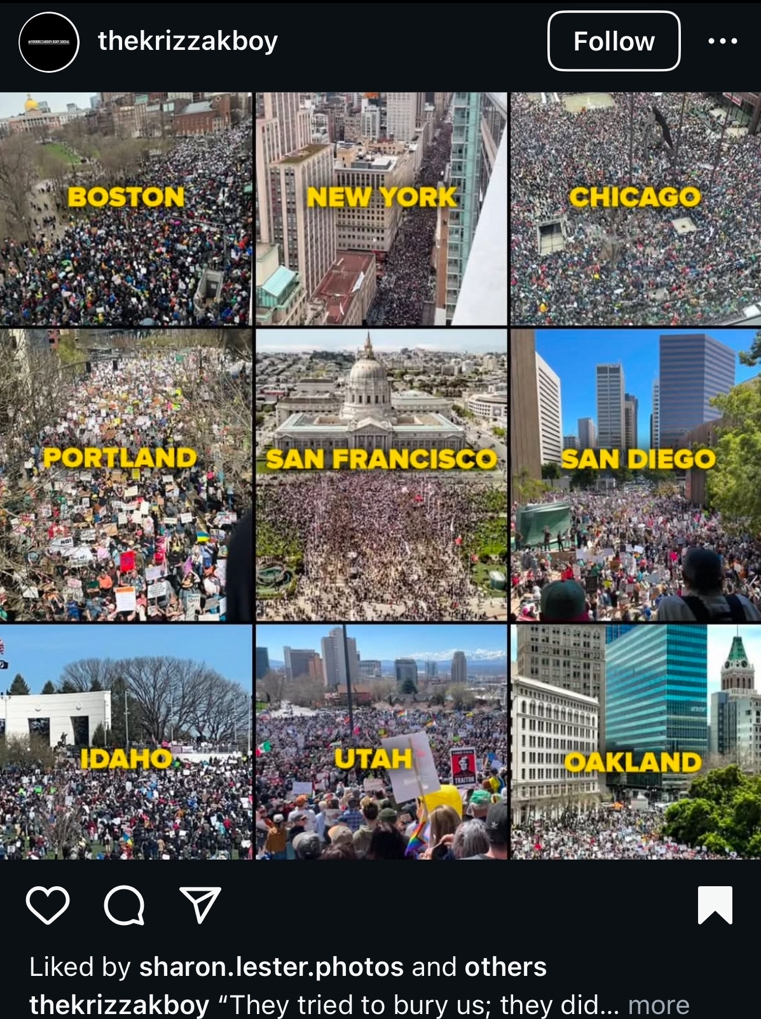 thekrizzakboy
Follow
BOSTON
NEW YORK
CHICAGO
PORTLAND
SAN FRANCISCO
SAN DIEGO
IDAHO
UTAH
TRAITOR
OAKLAND
Liked by sharon.lester.photos and others
thekrizzakboy “They tried to bury us; they did... more